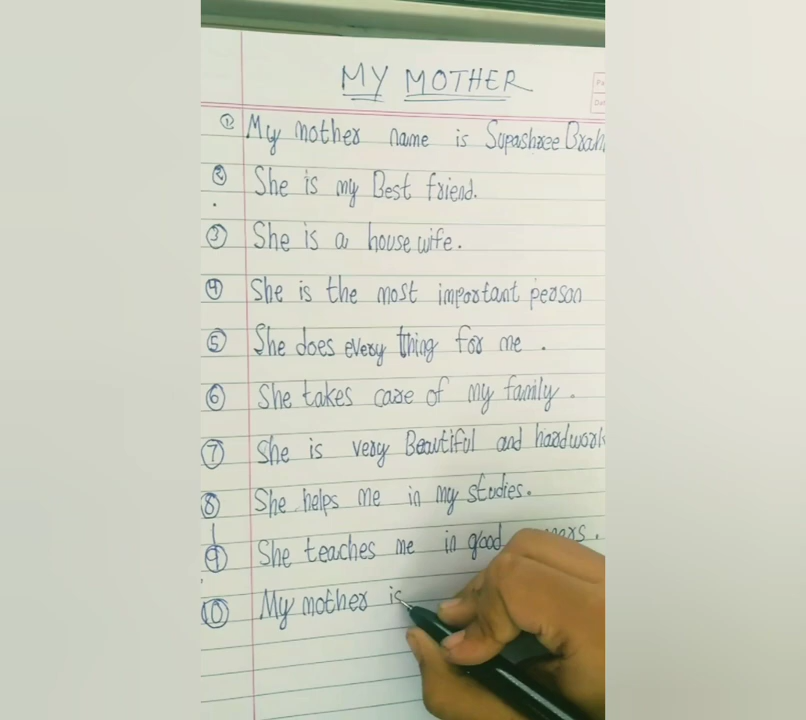 MY MOTHER
① My mother name is Supashree Brah
② She is my Best friend.
③ She is a house wife.
④ She is the most important person
⑤ She does every thing for me.
⑥ She takes care of my family.
⑦ She is very Beautiful and hardwork
⑧ She helps me in my studies.
⑨ She teaches me in good
⑩ My mother is